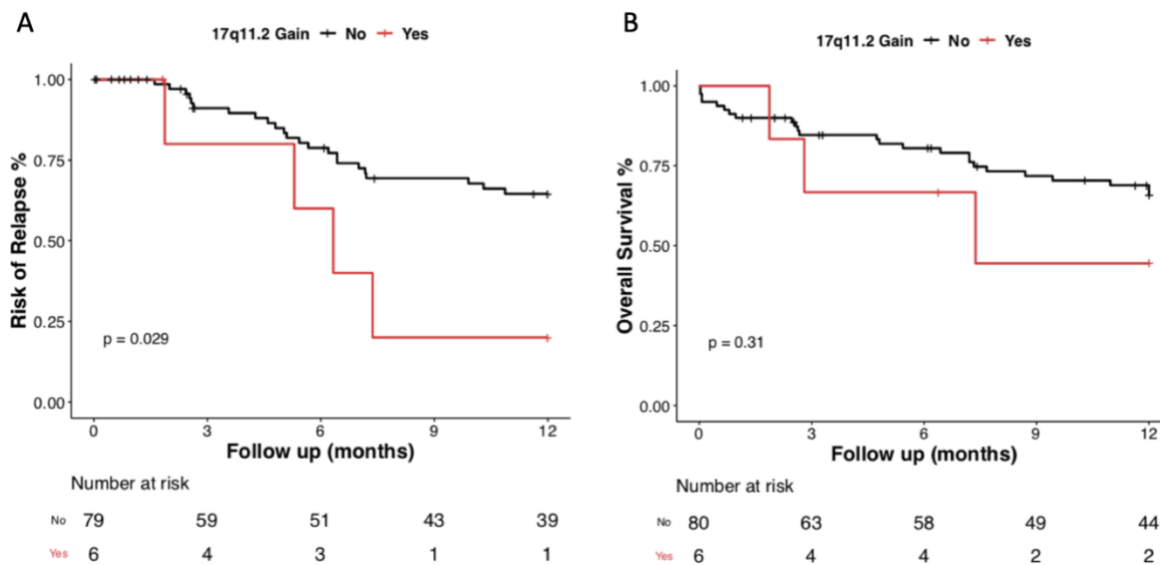 A
17q11.2 Gain No Yes
Risk of Relapse %
1.00
0.75
0.50
0.25
0.00
p = 0.029
0 3 6 9 12
Follow up (months)
Number at risk
No 79 59 51 43 39
Yes 6 4 3 1 1
B
17q11.2 Gain No Yes
Overall Survival %
1.00
0.75
0.50
0.25
0.00
p = 0.31
0 3 6 9 12
Follow up (months)
Number at risk
No 80 63 58 49 44
Yes 6 4 4 2 2